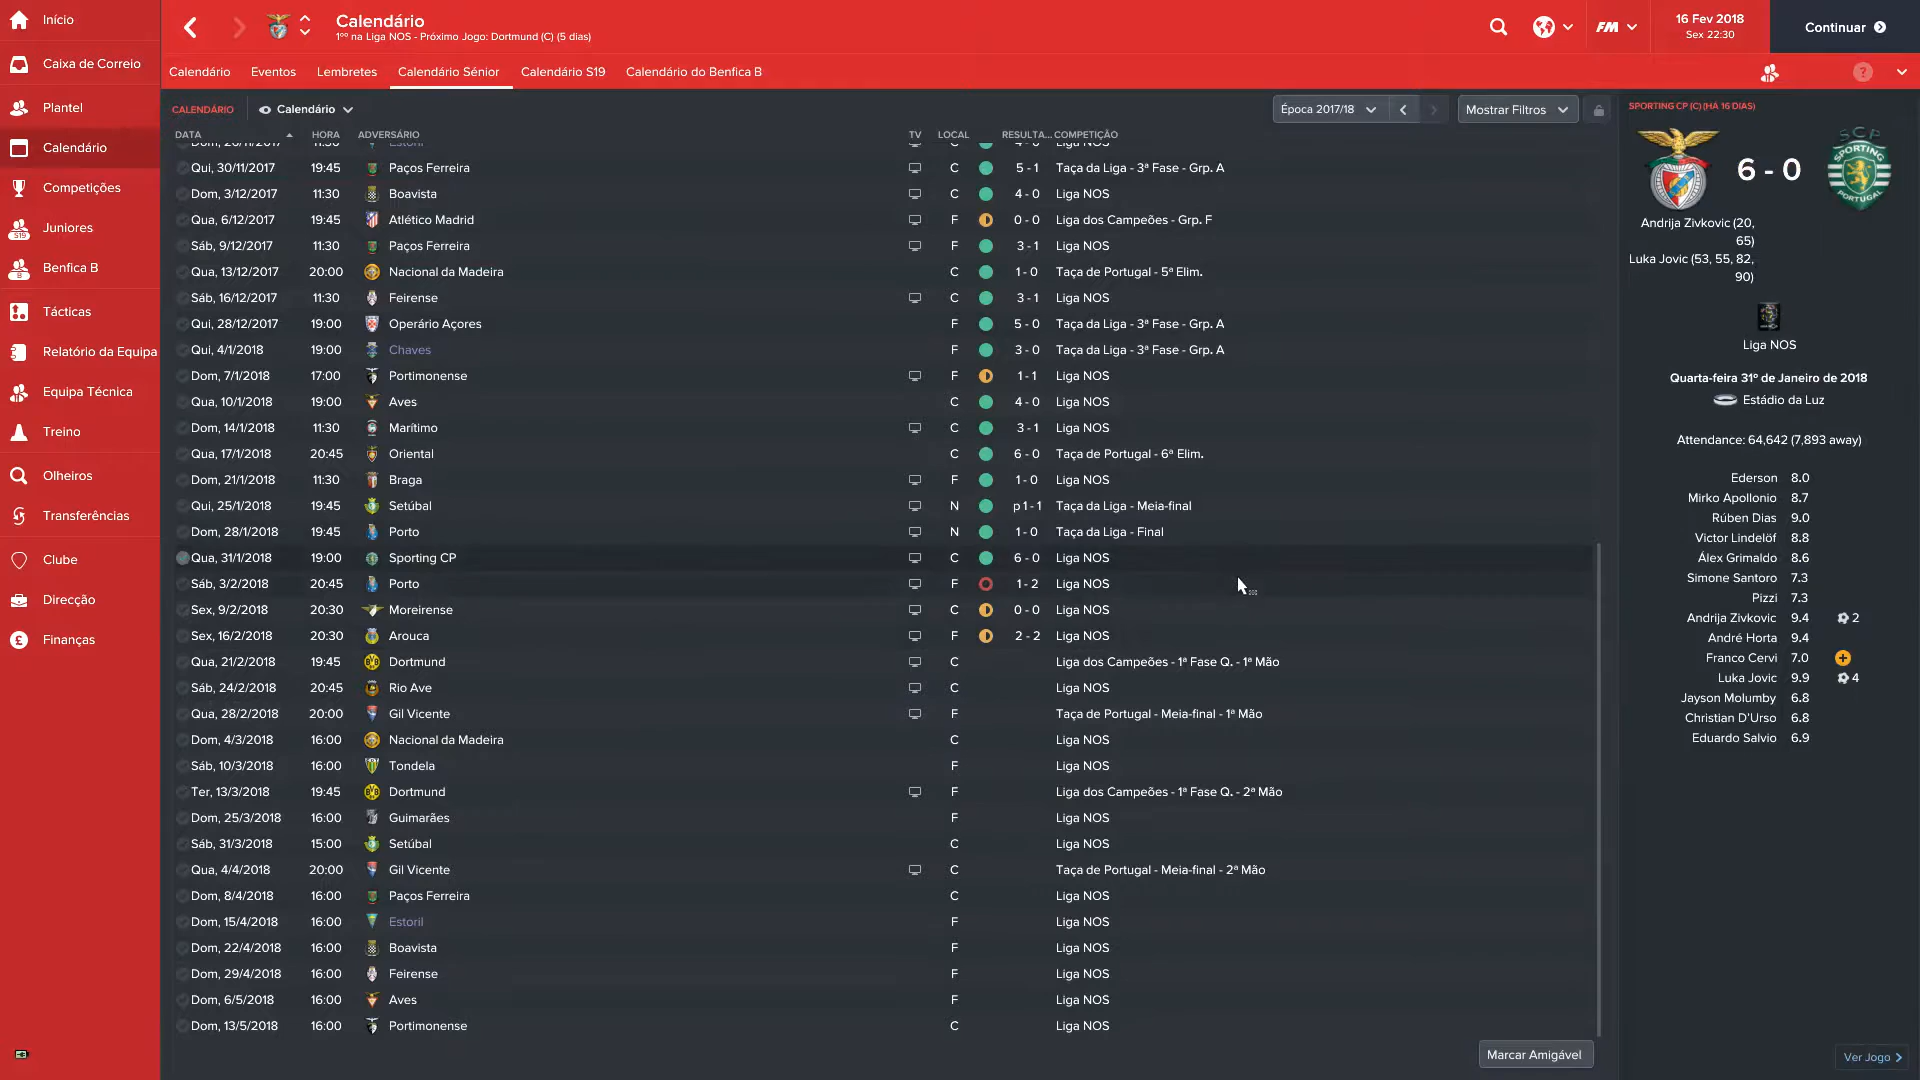 Início
Caixa de Correio
Plantel
Calendário
Competições
Juniores
Benfica B
Tácticas
Relatório da Equipa
Equipa Técnica
Treino
Olheiros
Transferências
Clube
Direcção
Finanças
Calendário
1ºº na Liga NOS - Próximo Jogo: Dortmund (C) (5 dias)
FM
16 Fev 2018
Sex 22:30
Continuar
Calendário Eventos Lembretes Calendário Sénior Calendário S19 Calendário do Benfica B
CALENDÁRIO Calendário Época 2017/18 Mostrar Filtros
DATA HORA ADVERSÁRIO TV LOCAL RESULTA... COMPETIÇÃO
Dom, 26/11/2017 11:30 Estoril C 4 - 0 Liga NOS
Qui, 30/11/2017 19:45 Paços Ferreira C 5 - 1 Taça da Liga - 3ª Fase - Grp. A
Dom, 3/12/2017 11:30 Boavista C 4 - 0 Liga NOS
Qua, 6/12/2017 19:45 Atlético Madrid F 0 - 0 Liga dos Campeões - Grp. F
Sáb, 9/12/2017 11:30 Paços Ferreira F 3 - 1 Liga NOS
Qua, 13/12/2017 20:00 Nacional da Madeira C 1 - 0 Taça de Portugal - 5ª Elim.
Sáb, 16/12/2017 11:30 Feirense C 3 - 1 Liga NOS
Qui, 28/12/2017 19:00 Operário Açores F 5 - 0 Taça da Liga - 3ª Fase - Grp. A
Qui, 4/1/2018 19:00 Chaves F 3 - 0 Taça da Liga - 3ª Fase - Grp. A
Dom, 7/1/2018 17:00 Portimonense F 1 - 1 Liga NOS
Qua, 10/1/2018 19:00 Aves C 4 - 0 Liga NOS
Dom, 14/1/2018 11:30 Marítimo C 3 - 1 Liga NOS
Qua, 17/1/2018 20:45 Oriental C 6 - 0 Taça de Portugal - 6ª Elim.
Dom, 21/1/2018 11:30 Braga F 1 - 0 Liga NOS
Qui, 25/1/2018 19:45 Setúbal N p 1 - 1 Taça da Liga - Meia-final
Dom, 28/1/2018 19:45 Porto N 1 - 0 Taça da Liga - Final
Qua, 31/1/2018 19:00 Sporting CP C 6 - 0 Liga NOS
Sáb, 3/2/2018 20:45 Porto F 1 - 2 Liga NOS
Sex, 9/2/2018 20:30 Moreirense C 0 - 0 Liga NOS
Sex, 16/2/2018 20:30 Arouca F 2 - 2 Liga NOS
Qua, 21/2/2018 19:45 Dortmund C Liga dos Campeões - 1ª Fase Q. - 1ª Mão
Sáb, 24/2/2018 20:45 Rio Ave C Liga NOS
Qua, 28/2/2018 20:00 Gil Vicente F Taça de Portugal - Meia-final - 1ª Mão
Dom, 4/3/2018 16:00 Nacional da Madeira C Liga NOS
Sáb, 10/3/2018 16:00 Tondela F Liga NOS
Ter, 13/3/2018 19:45 Dortmund F Liga dos Campeões - 1ª Fase Q. - 2ª Mão
Dom, 25/3/2018 16:00 Guimarães F Liga NOS
Sáb, 31/3/2018 15:00 Setúbal C Liga NOS
Qua, 4/4/2018 20:00 Gil Vicente C Taça de Portugal - Meia-final - 2ª Mão
Dom, 8/4/2018 16:00 Paços Ferreira C Liga NOS
Dom, 15/4/2018 16:00 Estoril F Liga NOS
Dom, 22/4/2018 16:00 Boavista F Liga NOS
Dom, 29/4/2018 16:00 Feirense F Liga NOS
Dom, 6/5/2018 16:00 Aves F Liga NOS
Dom, 13/5/2018 16:00 Portimonense C Liga NOS
Marcar Amigável
SPORTING CP (C) (HÁ 16 DIAS)
6 - 0
SCP
SPORTING
PORTUGAL
Andrija Zivkovic (20,
65)
Luka Jovic (53, 55, 82,
90)
Liga NOS
Quarta-feira 31º de Janeiro de 2018
Estádio da Luz
Attendance: 64,642 (7,893 away)
Ederson 8.0
Mirko Apollonio 8.7
Rúben Dias 9.0
Victor Lindelöf 8.8
Álex Grimaldo 8.6
Simone Santoro 7.3
Pizzi 7.3
Andrija Zivkovic 9.4 2
André Horta 9.4
Franco Cervi 7.0
Luka Jovic 9.9 4
Jayson Molumby 6.8
Christian D'Urso 6.8
Eduardo Salvio 6.9
Ver Jogo